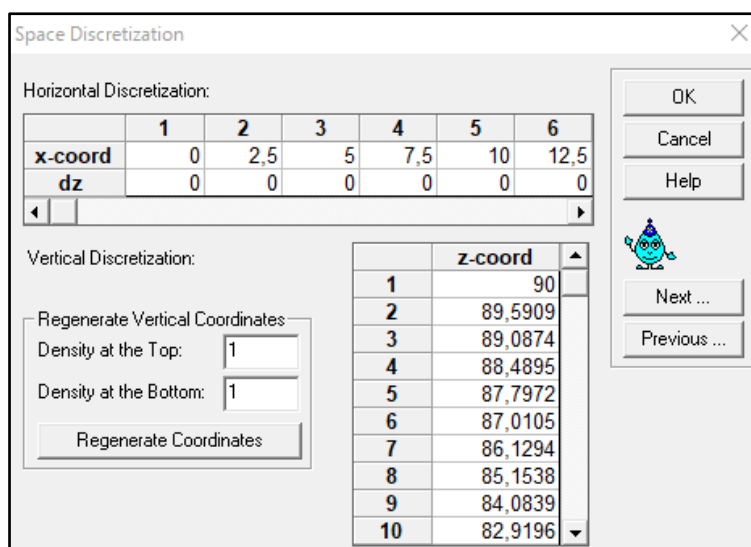 Space Discretization
Horizontal Discretization:
1 2 3 4 5 6
x-coord 0 2,5 5 7,5 10 12,5
dz 0 0 0 0 0 0
OK
Cancel
Help
Next ...
Previous ...
Vertical Discretization:
Regenerate Vertical Coordinates
Density at the Top: 1
Density at the Bottom: 1
Regenerate Coordinates
z-coord
1 90
2 89,5909
3 89,0874
4 88,4895
5 87,7972
6 87,0105
7 86,1294
8 85,1538
9 84,0839
10 82,9196